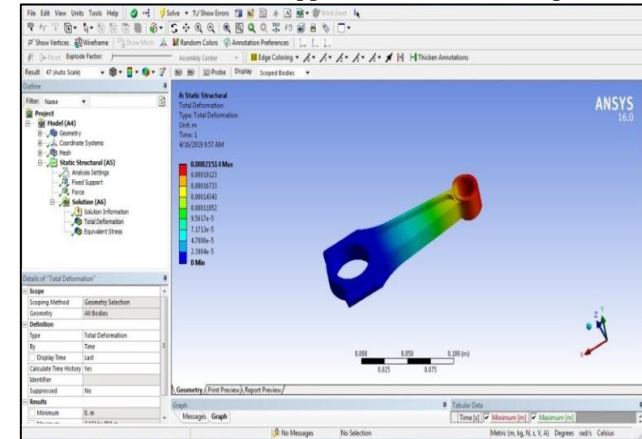 File Edit View Units Tools Help Solve ?/Show Errors Worksheet
Show Vertices Wireframe Show Mesh Random Colors Annotation Preferences
Reset Explode Factor: Assembly Center Edge Coloring Thicken Annotations
Result 47 (Auto Scale) Probe Display Scoped Bodies
Outline
Filter: Name
Project
Model (A4)
Geometry
Coordinate Systems
Mesh
Static Structural (A5)
Analysis Settings
Fixed Support
Force
Solution (A6)
Solution Information
Total Deformation
Equivalent Stress
Details of "Total Deformation"
Scope
Scoping Method Geometry Selection
Geometry All Bodies
Definition
Type Total Deformation
By Time
Display Time Last
Calculate Time History Yes
Identifier
Suppressed No
Results
Minimum 0. m
A: Static Structural
Total Deformation
Type: Total Deformation
Unit: m
Time: 1
4/16/2019 8:57 AM
0.00021514 Max
0.00019123
0.00016733
0.00014343
0.00011952
9.5617e-5
7.1713e-5
4.7808e-5
2.3904e-5
0 Min
ANSYS
16.0
0.000 0.050 0.100 (m)
0.025 0.075
Y
Z
X
Geometry Print Preview Report Preview
Graph
Messages Graph
Tabular Data
Time [s] Minimum [m] Maximum [m]
No Messages No Selection Metric (m, kg, N, s, V, A) Degrees rad/s Celsius